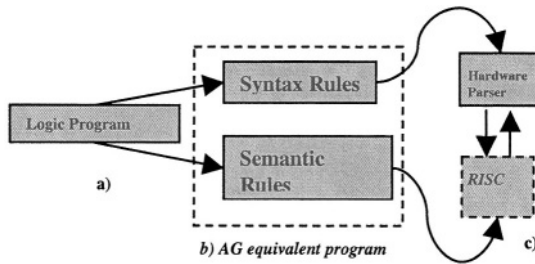 Logic Program
a)
Syntax Rules
Semantic
Rules
b) AG equivalent program
Hardware
Parser
RISC
c)